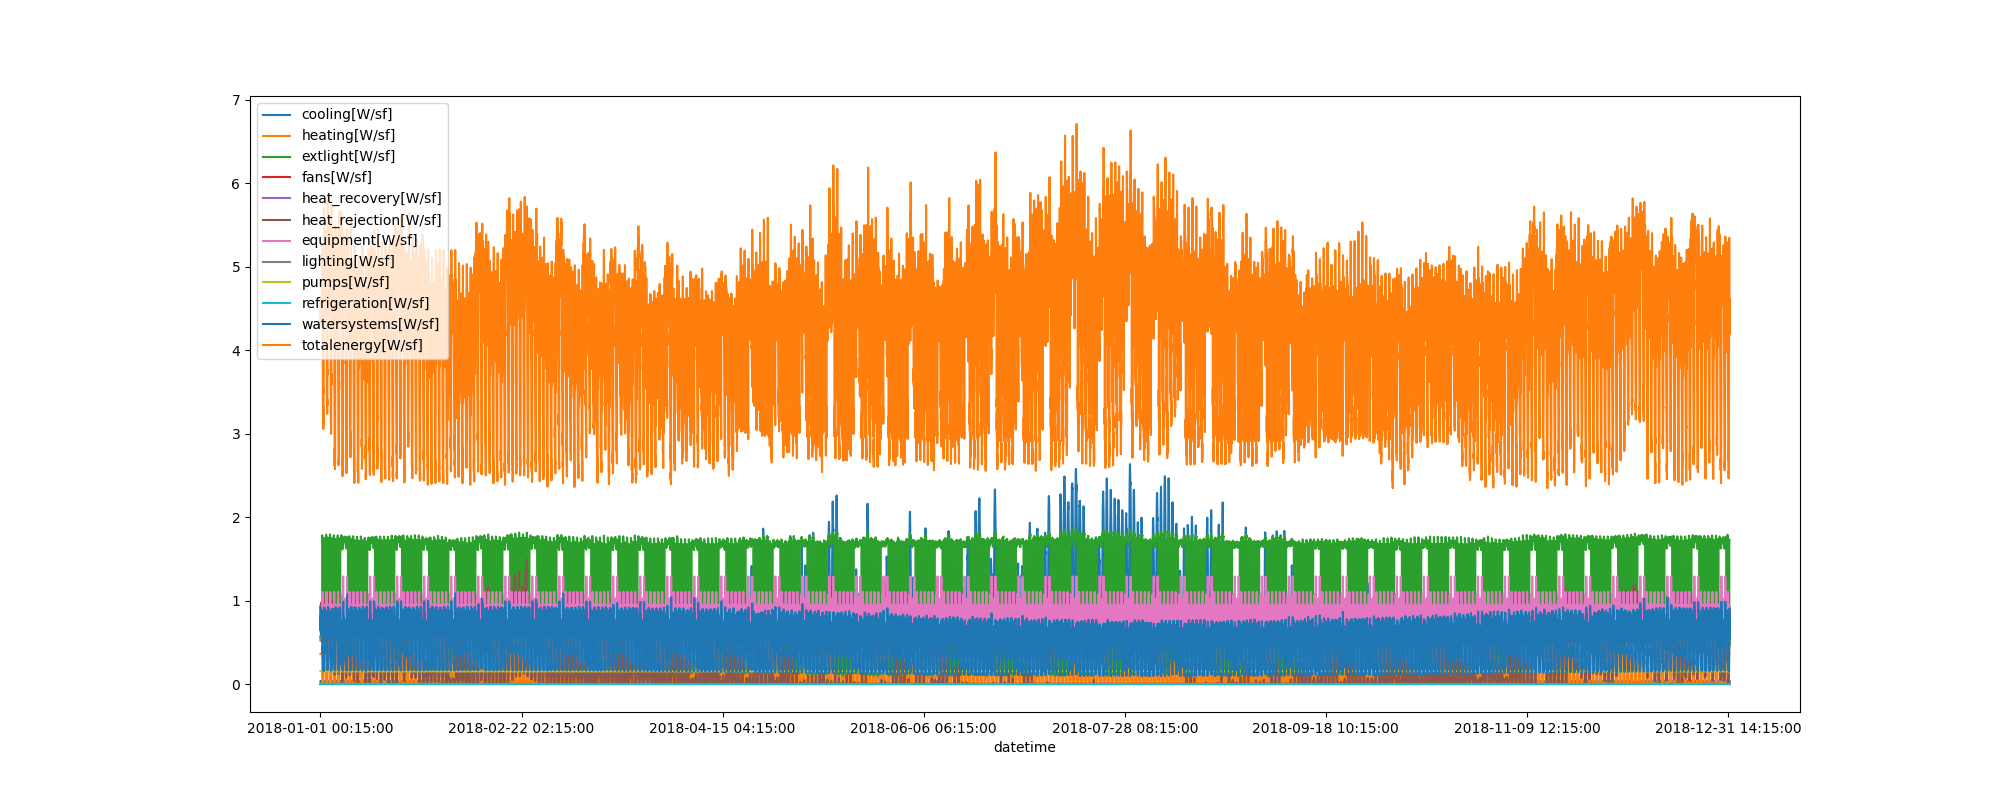 7
6
5
4
3
2
1
0
cooling[W/sf]
heating[W/sf]
extlight[W/sf]
fans[W/sf]
heat_recovery[W/sf]
heat_rejection[W/sf]
equipment[W/sf]
lighting[W/sf]
pumps[W/sf]
refrigeration[W/sf]
watersystems[W/sf]
totalenergy[W/sf]
2018-01-01 00:15:00 2018-02-22 02:15:00 2018-04-15 04:15:00 2018-06-06 06:15:00 2018-07-28 08:15:00 2018-09-18 10:15:00 2018-11-09 12:15:00 2018-12-31 14:15:00
datetime